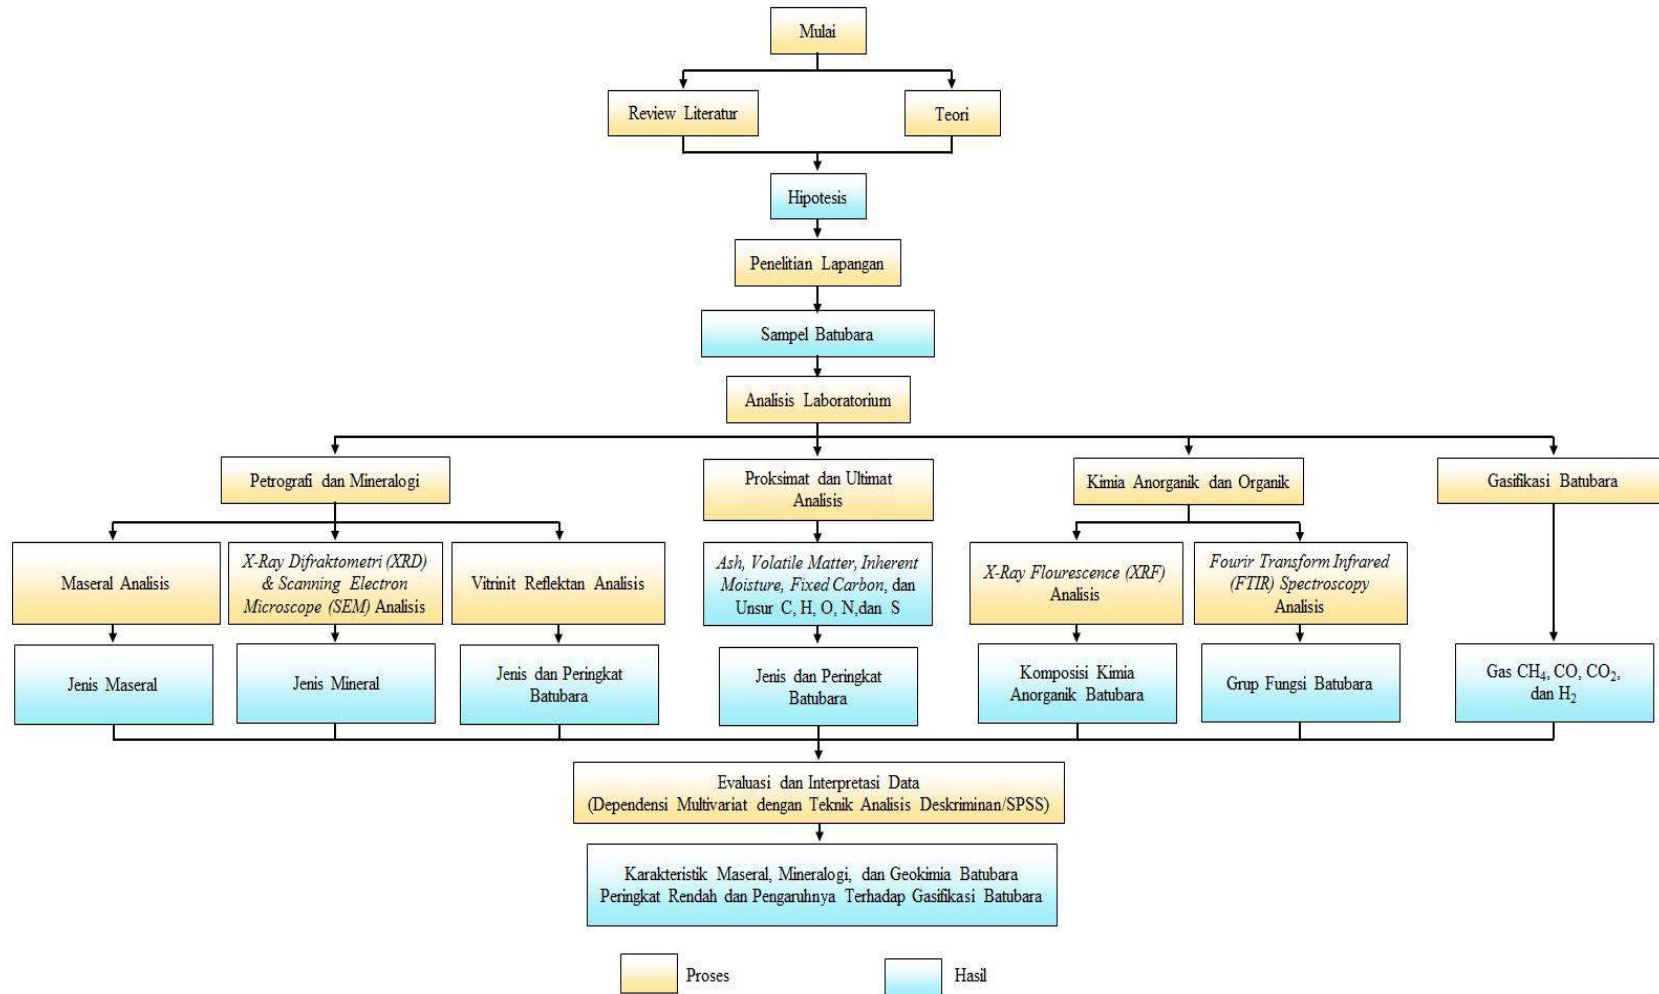 Mulai
Review Literatur
Teori
Hipotesis
Penelitian Lapangan
Sampel Batubara
Analisis Laboratorium
Petrografi dan Mineralogi
Proksimat dan Ultimat
Analisis
Kimia Anorganik dan Organik
Gasifikasi Batubara
Maseral Analisis
X-Ray Difraktometri (XRD)
& Scanning Electron
Microscope (SEM) Analisis
Vitrinit Reflektan Analisis
Ash, Volatile Matter, Inherent
Moisture, Fixed Carbon, dan
Unsur C, H, O, N,dan S
X-Ray Flourescence (XRF)
Analisis
Fourir Transform Infrared
(FTIR) Spectroscopy
Analisis
Jenis Maseral
Jenis Mineral
Jenis dan Peringkat
Batubara
Jenis dan Peringkat
Batubara
Komposisi Kimia
Anorganik Batubara
Grup Fungsi Batubara
Gas CH₄, CO, CO₂,
dan H₂
Evaluasi dan Interpretasi Data
(Dependensi Multivariat dengan Teknik Analisis Deskriminan/SPSS)
Karakteristik Maseral, Mineralogi, dan Geokimia Batubara
Peringkat Rendah dan Pengaruhnya Terhadap Gasifikasi Batubara
Proses
Hasil